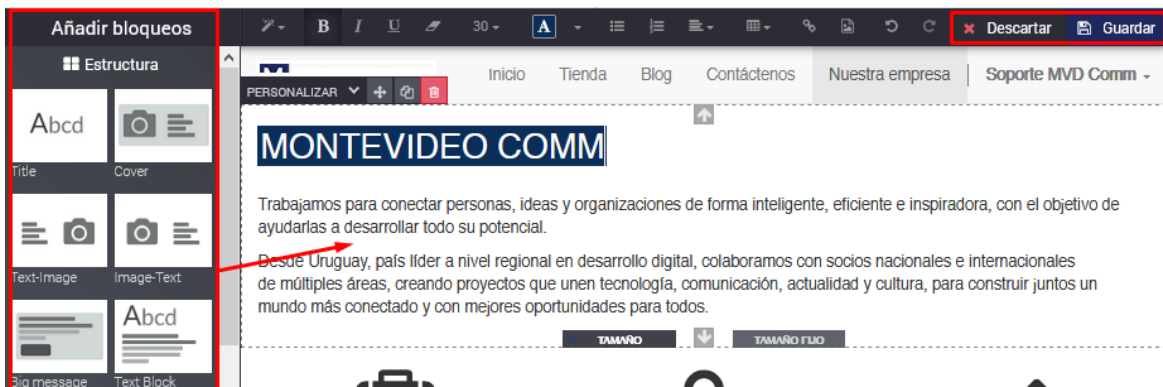 Añadir bloqueos
B I U 30 A
Descartar Guardar
Estructura
Inicio Tienda Blog Contáctenos Nuestra empresa Soporte MVD Comm
PERSONALIZAR
Abcd
Title Cover
MONTEVIDEO COMM
Trabajamos para conectar personas, ideas y organizaciones de forma inteligente, eficiente e inspiradora, con el objetivo de
ayudarlas a desarrollar todo su potencial.
Text-Image Image-Text
Desde Uruguay, país líder a nivel regional en desarrollo digital, colaboramos con socios nacionales e internacionales
de múltiples áreas, creando proyectos que unen tecnología, comunicación, actualidad y cultura, para construir juntos un
mundo más conectado y con mejores oportunidades para todos.
Abcd
TAMAÑO TAMAÑO FIJO
Big message Text Block